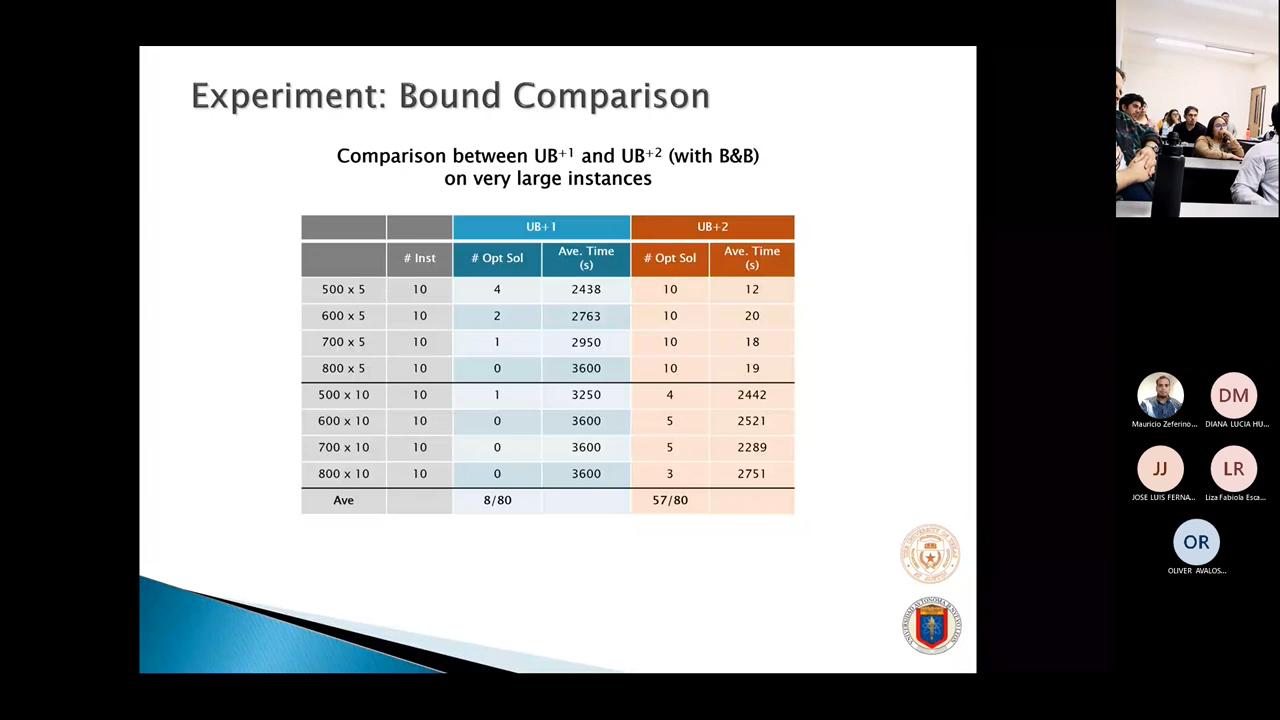 Experiment: Bound Comparison
Comparison between UB+1 and UB+2 (with B&B)
on very large instances
UB+1 UB+2
# Inst # Opt Sol Ave. Time (s) # Opt Sol Ave. Time (s)
500 x 5 10 4 2438 10 12
600 x 5 10 2 2763 10 20
700 x 5 10 1 2950 10 18
800 x 5 10 0 3600 10 19
500 x 10 10 1 3250 4 2442
600 x 10 10 0 3600 5 2521
700 x 10 10 0 3600 5 2289
800 x 10 10 0 3600 3 2751
Ave 8/80 57/80
Mauricio Zeferino...
DM
DIANA LUCIA HU...
JJ
JOSE LUIS FERNA...
LR
Liza Fabiola Esca...
OR
OLIVER AVALOS...